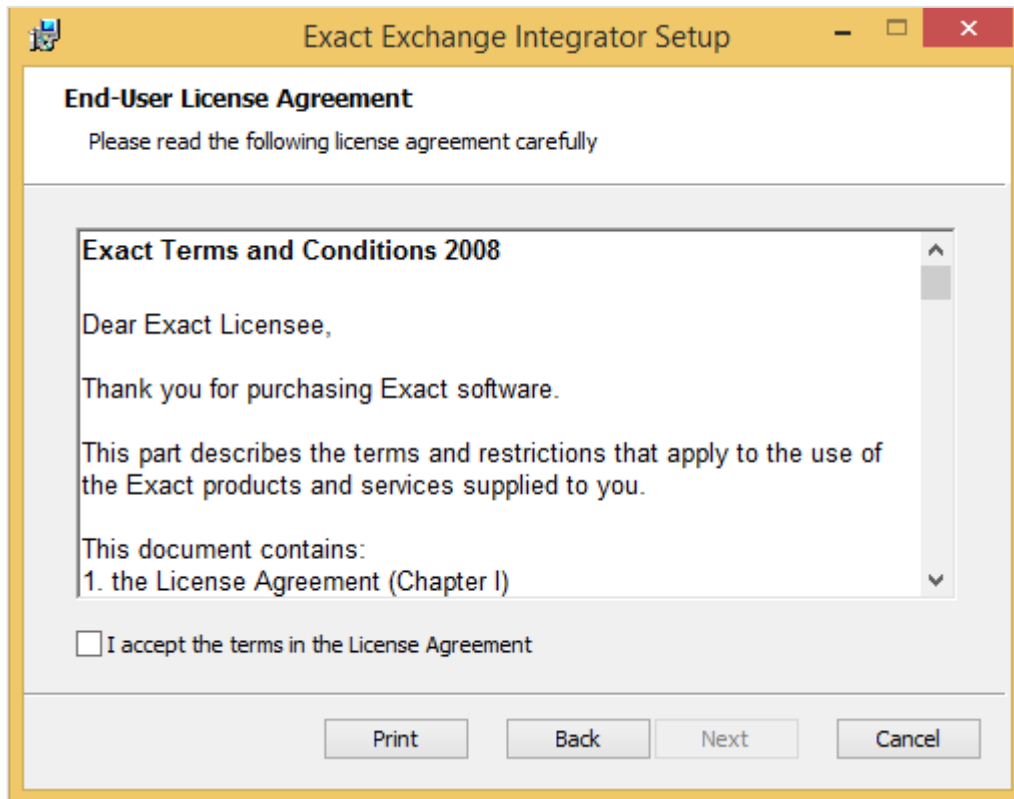 Exact Exchange Integrator Setup
End-User License Agreement
Please read the following license agreement carefully
Exact Terms and Conditions 2008
Dear Exact Licensee,
Thank you for purchasing Exact software.
This part describes the terms and restrictions that apply to the use of
the Exact products and services supplied to you.
This document contains:
1. the License Agreement (Chapter I)
I accept the terms in the License Agreement
Print Back Next Cancel